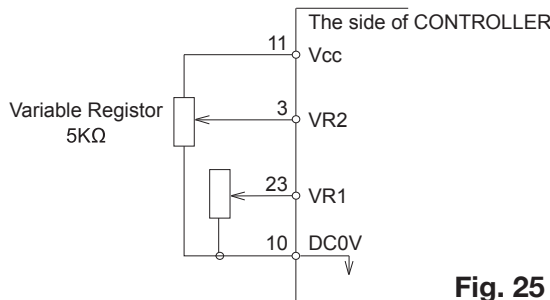 The side of CONTROLLER
11
Vcc
Variable Registor
5KΩ
3
VR2
23
VR1
10
DC0V
Fig. 25